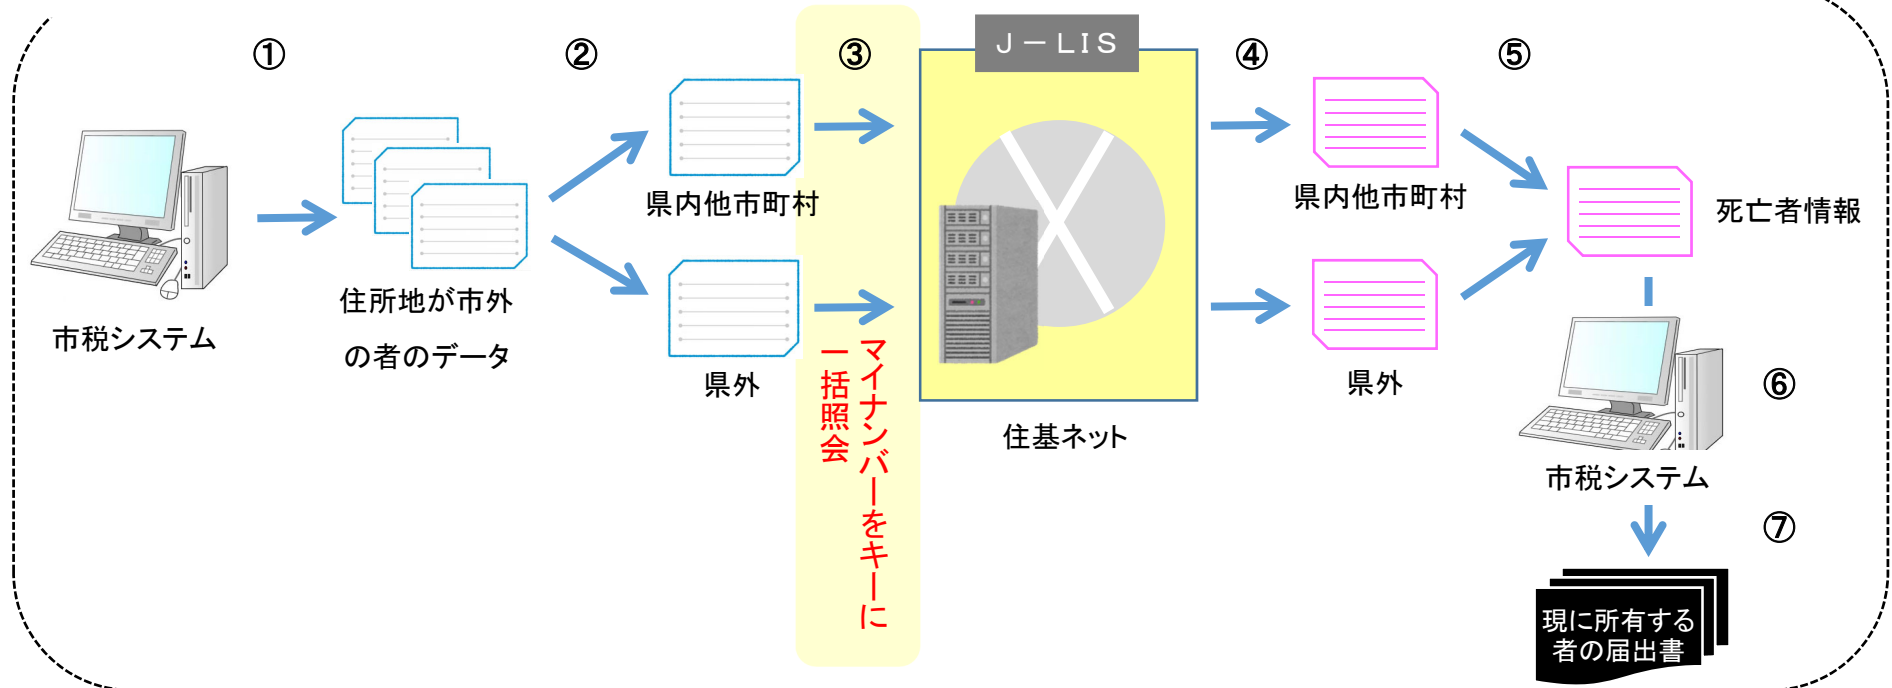 ①
②
③
④
⑤
J－LIS
県内他市町村
県内他市町村
死亡者情報
住所地が市外
の者のデータ
市税システム
県外
マイナンバーをキーに
一括照会
住基ネット
県外
⑥
市税システム
⑦
現に所有する
者の届出書